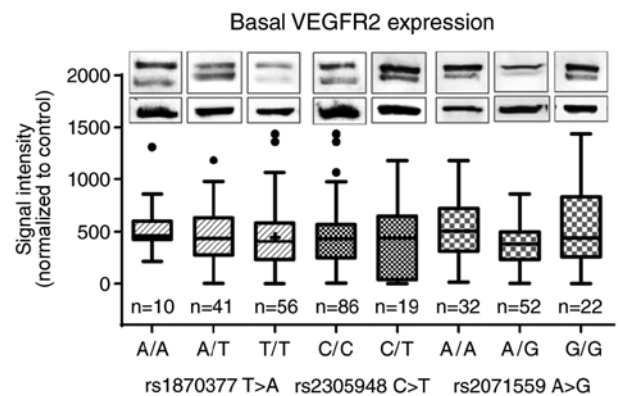 Basal VEGFR2 expression
Signal intensity
(normalized to control)
2000
1500
1000
500
0
n=10 n=41 n=56 n=86 n=19 n=32 n=52 n=22
A/A A/T T/T C/C C/T A/A A/G G/G
rs1870377 T>A rs2305948 C>T rs2071559 A>G